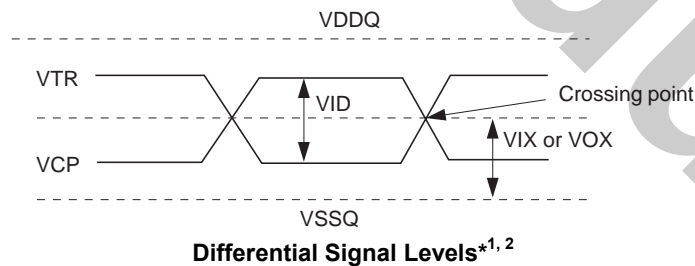 VDDQ
VTR
Crossing point
VID
VIX or VOX
VCP
VSSQ
Differential Signal Levels*1, 2